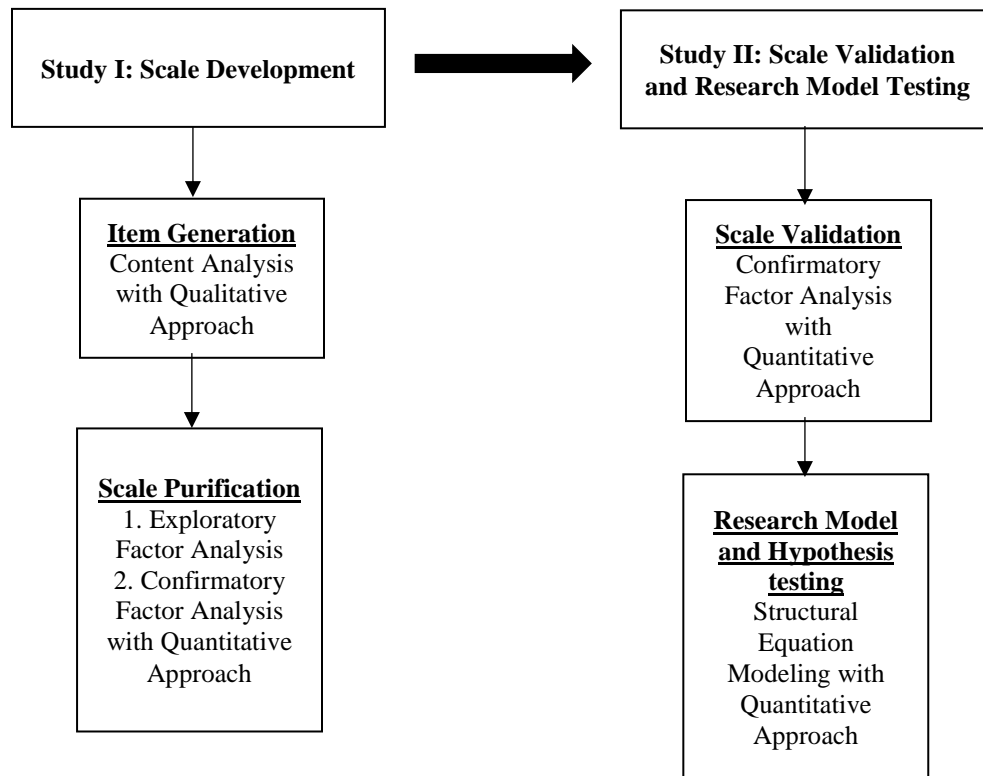 Study I: Scale Development
Item Generation
Content Analysis
with Qualitative
Approach
Scale Purification
1. Exploratory
Factor Analysis
2. Confirmatory
Factor Analysis
with Quantitative
Approach
Study II: Scale Validation
and Research Model Testing
Scale Validation
Confirmatory
Factor Analysis
with
Quantitative
Approach
Research Model
and Hypothesis
testing
Structural
Equation
Modeling with
Quantitative
Approach